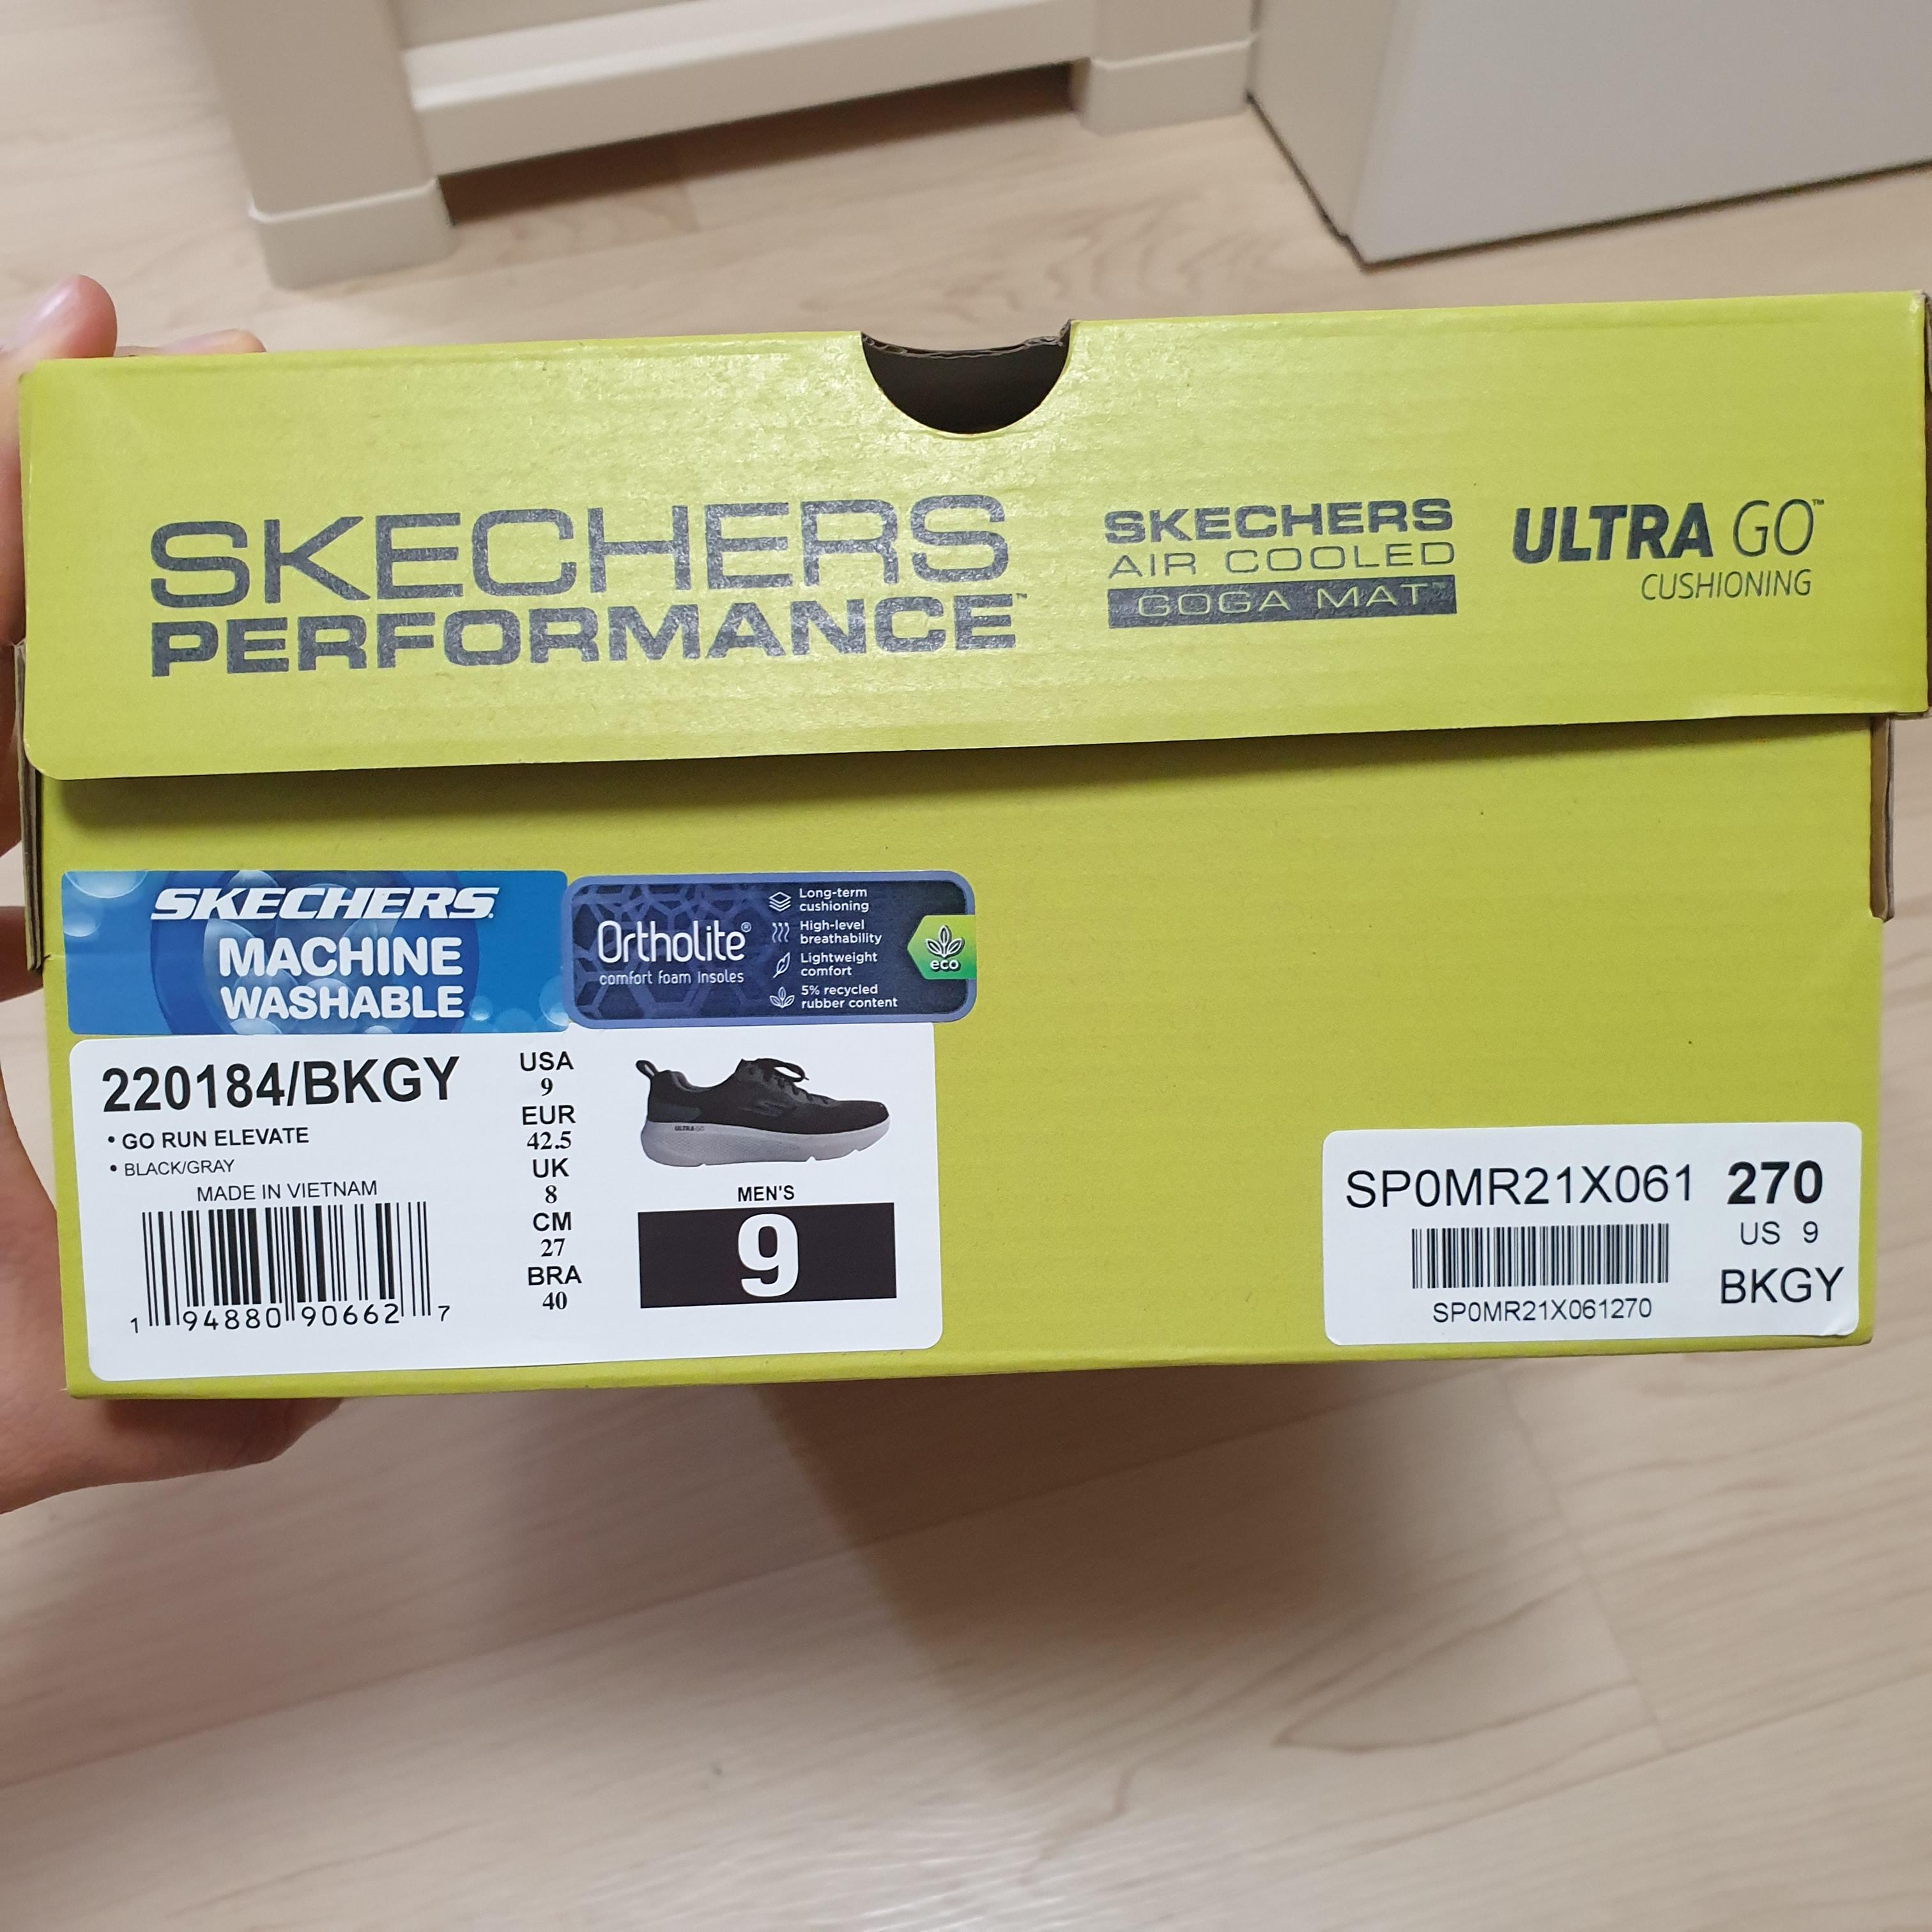 SKECHERS
PERFORMANCE™
SKECHERS
AIR COOLED
GOGA MAT™
ULTRA GO™
CUSHIONING
SKECHERS
MACHINE
WASHABLE
Ortholite®
comfort foam insoles
Long-term
cushioning
High-level
breathability
Lightweight
comfort
5% recycled
rubber content
eco
220184/BKGY
• GO RUN ELEVATE
• BLACK/GRAY
MADE IN VIETNAM
1 94880 90662 7
USA
9
EUR
42.5
UK
8
CM
27
BRA
40
ULTRA GO
MEN'S
9
SP0MR21X061 270
US 9
BKGY
SP0MR21X061270